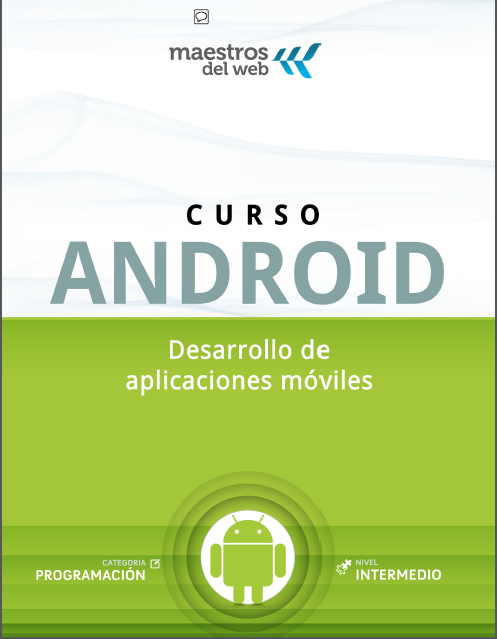 maestros
del web
CURSO
ANDROID
Desarrollo de
aplicaciones móviles
CATEGORIA
PROGRAMACIÓN
NIVEL
INTERMEDIO